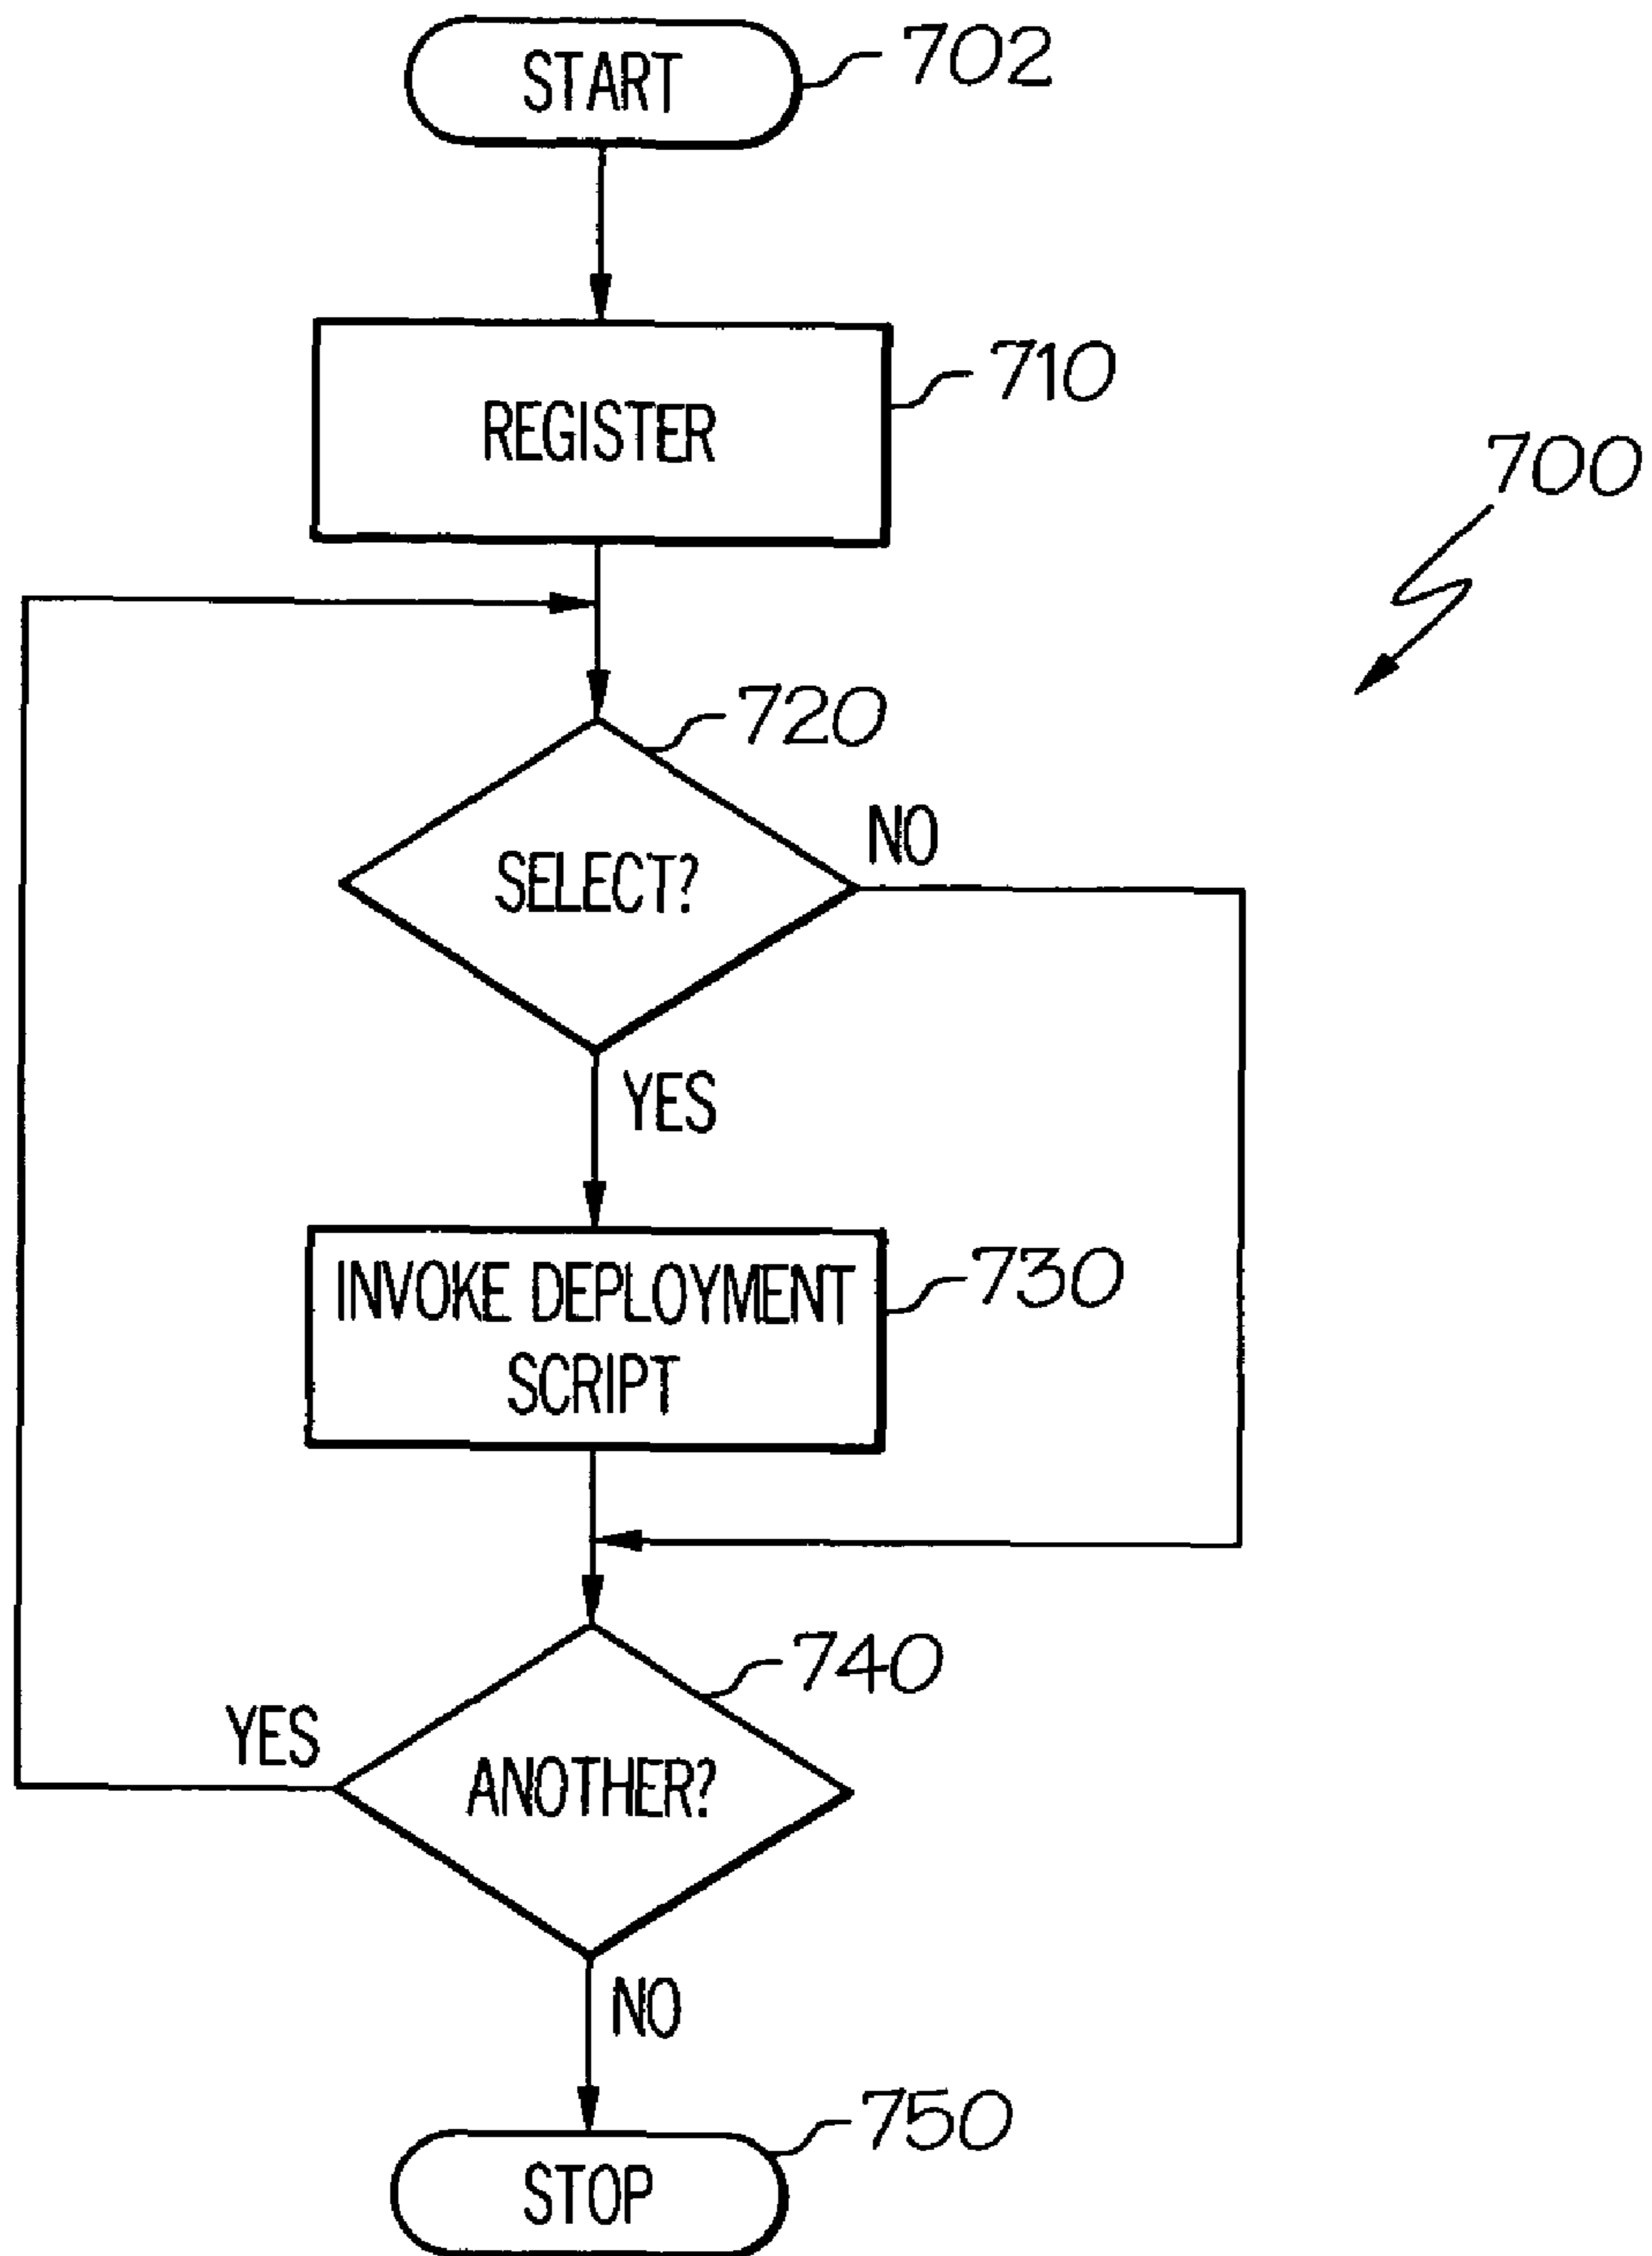 START
702
REGISTER
710
700
720
SELECT?
NO
YES
INVOKE DEPLOYMENT
SCRIPT
730
740
YES
ANOTHER?
NO
750
STOP